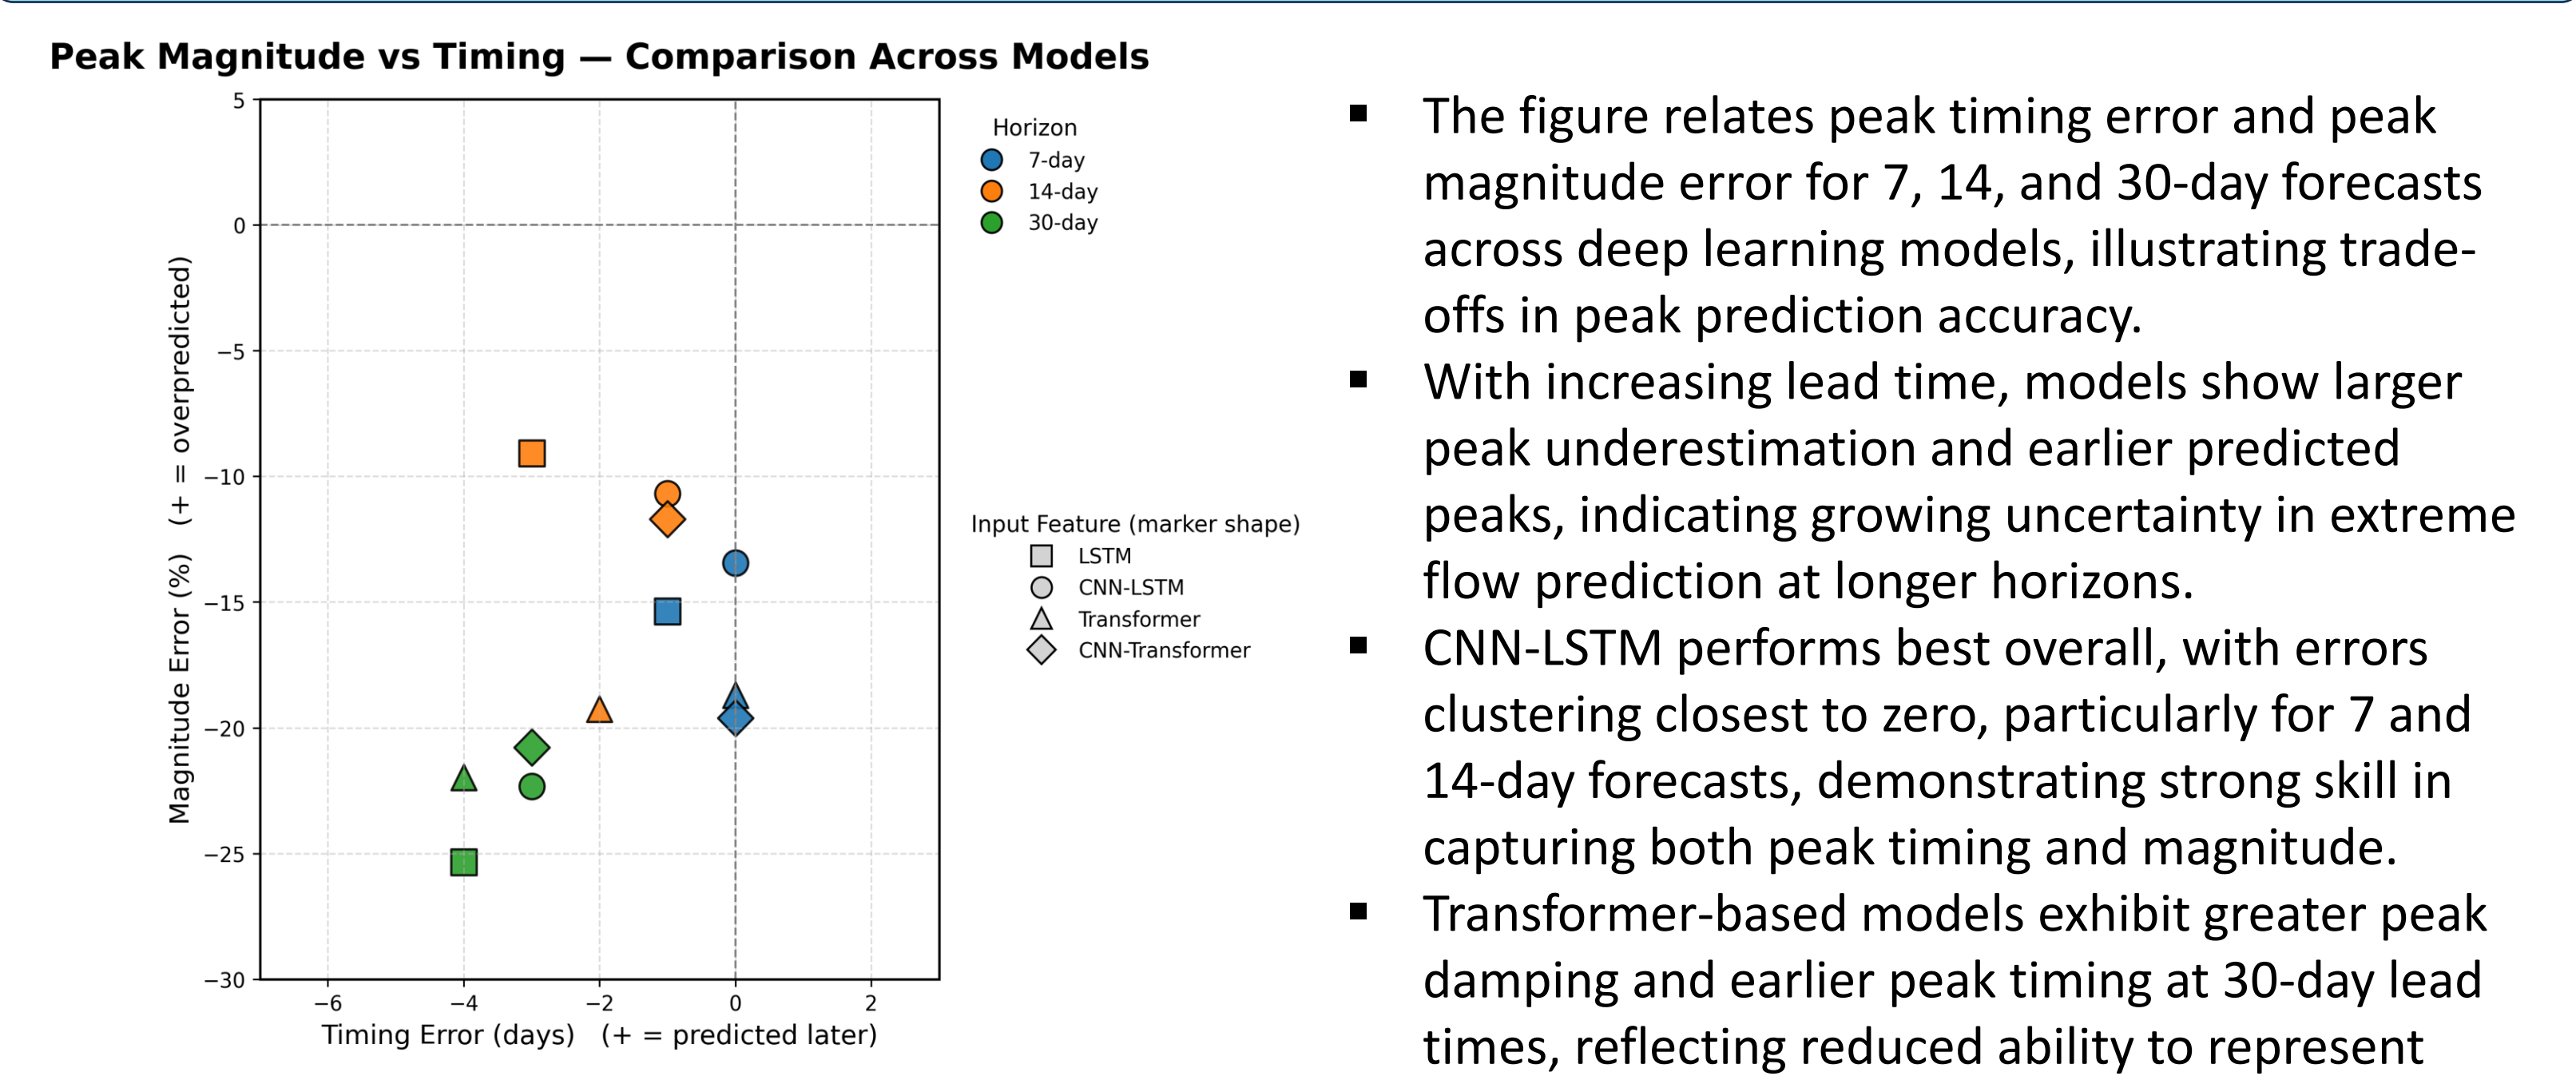 Peak Magnitude vs Timing — Comparison Across Models
Magnitude Error (%)   (+ = overpredicted)
5
0
−5
−10
−15
−20
−25
−30
−6
−4
−2
0
2
Timing Error (days)   (+ = predicted later)
Horizon
7-day
14-day
30-day
Input Feature (marker shape)
LSTM
CNN-LSTM
Transformer
CNN-Transformer
▪ The figure relates peak timing error and peak
magnitude error for 7, 14, and 30-day forecasts
across deep learning models, illustrating trade-
offs in peak prediction accuracy.
▪ With increasing lead time, models show larger
peak underestimation and earlier predicted
peaks, indicating growing uncertainty in extreme
flow prediction at longer horizons.
▪ CNN-LSTM performs best overall, with errors
clustering closest to zero, particularly for 7 and
14-day forecasts, demonstrating strong skill in
capturing both peak timing and magnitude.
▪ Transformer-based models exhibit greater peak
damping and earlier peak timing at 30-day lead
times, reflecting reduced ability to represent